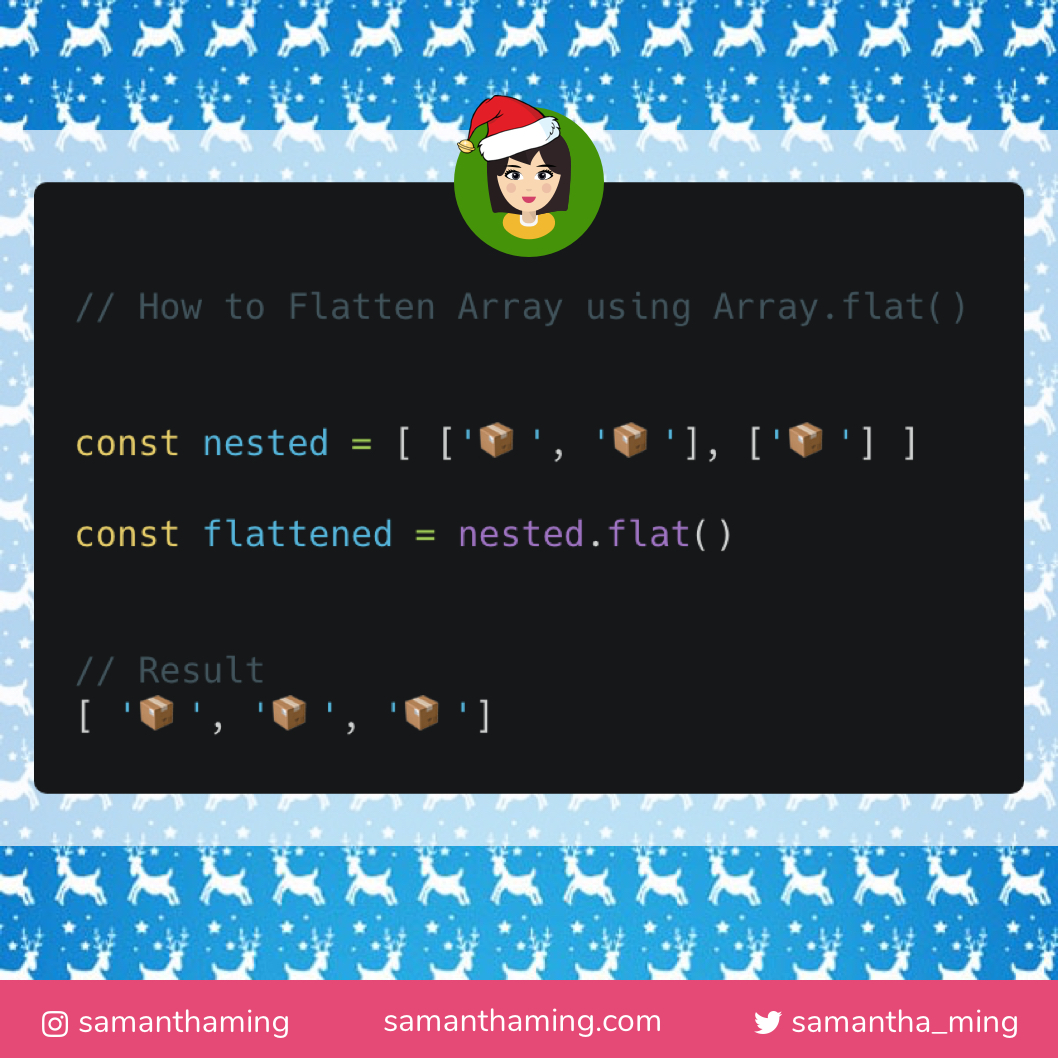 // How to Flatten Array using Array.flat()
const nested = [ ['📦 ', '📦 '], ['📦 '] ]
const flattened = nested.flat()
// Result
[ '📦 ', '📦 ', '📦 ']
samanthaming samanthaming.com samantha_ming